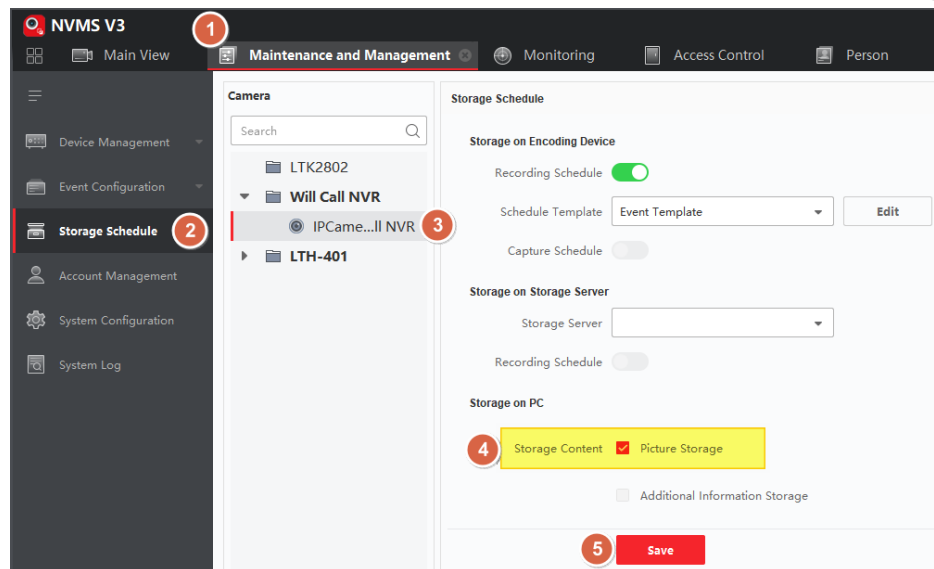 NVMS V3
1
Main View
Maintenance and Management
Monitoring
Access Control
Person
Device Management
Event Configuration
Storage Schedule
2
Account Management
System Configuration
System Log
Camera
Search
LTK2802
Will Call NVR
IPCame...ll NVR
3
LTH-401
Storage Schedule
Storage on Encoding Device
Recording Schedule
Schedule Template Event Template Edit
Capture Schedule
Storage on Storage Server
Storage Server
Recording Schedule
Storage on PC
4 Storage Content Picture Storage
Additional Information Storage
5 Save